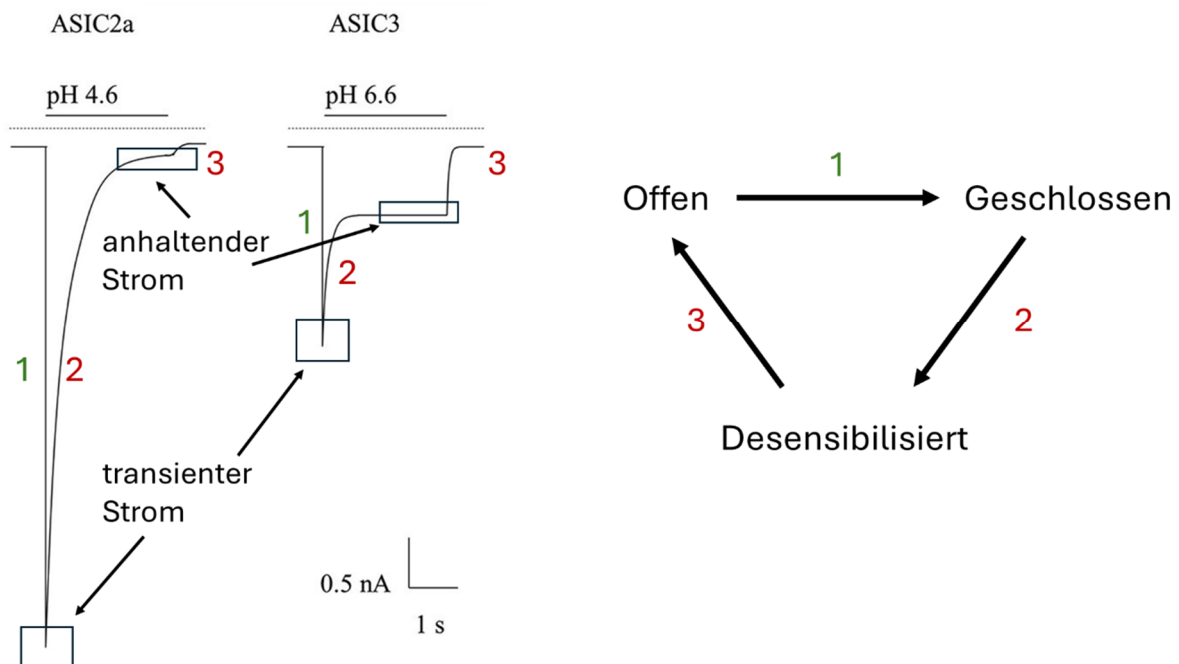 ASIC2a
ASIC3
pH 4.6
pH 6.6
3
3
1
anhaltender
Strom
2
1
2
transienter
Strom
0.5 nA
1 s
1
Offen
Geschlossen
3
2
Desensibilisiert